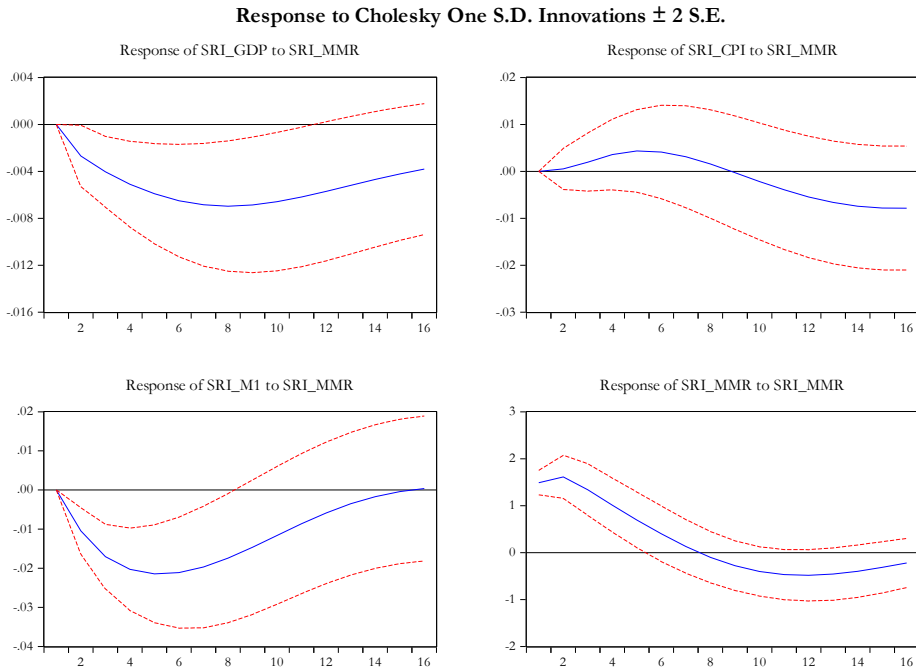 Response to Cholesky One S.D. Innovations ± 2 S.E.
Response of SRI_GDP to SRI_MMR
.004
.000
-.004
-.008
-.012
-.016
2 4 6 8 10 12 14 16
Response of SRI_CPI to SRI_MMR
.02
.01
.00
-.01
-.02
-.03
2 4 6 8 10 12 14 16
Response of SRI_M1 to SRI_MMR
.02
.01
.00
-.01
-.02
-.03
-.04
2 4 6 8 10 12 14 16
Response of SRI_MMR to SRI_MMR
3
2
1
0
-1
-2
2 4 6 8 10 12 14 16